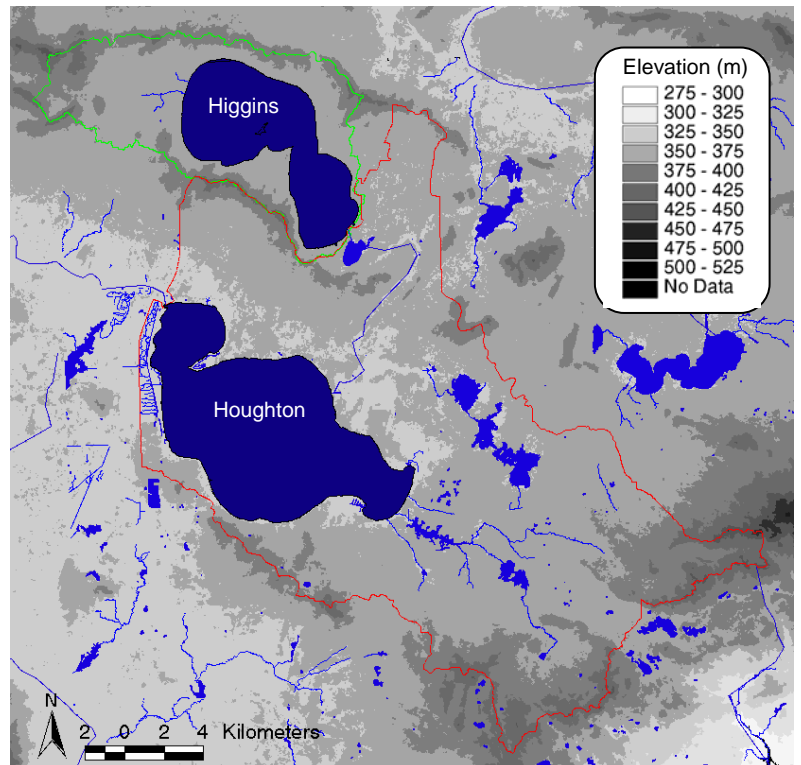 Higgins
Houghton
Elevation (m)
275 - 300
300 - 325
325 - 350
350 - 375
375 - 400
400 - 425
425 - 450
450 - 475
475 - 500
500 - 525
No Data
N
2 0 2 4 Kilometers